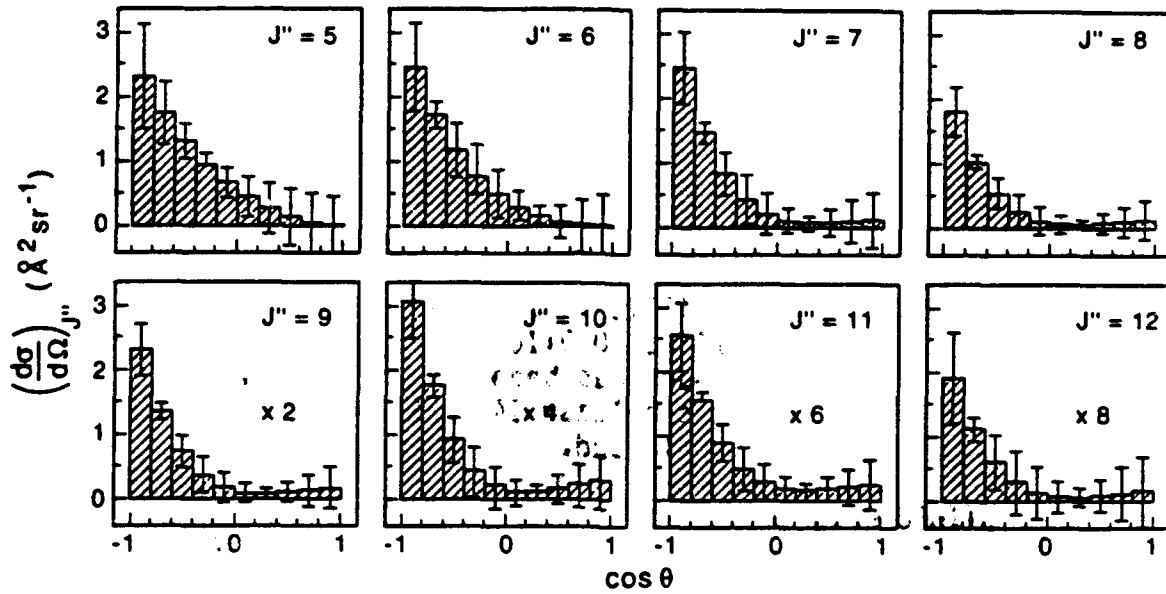 J" = 5
J" = 6
J" = 7
J" = 8
3
2
1
0
J" = 9
J" = 10
J" = 11
J" = 12
x 2
x 6
x 8
3
2
1
0
-1
0
1
-1
0
1
-1
0
1
-1
0
1
cos θ
(dσ/dΩ)J" (Å² sr⁻¹)